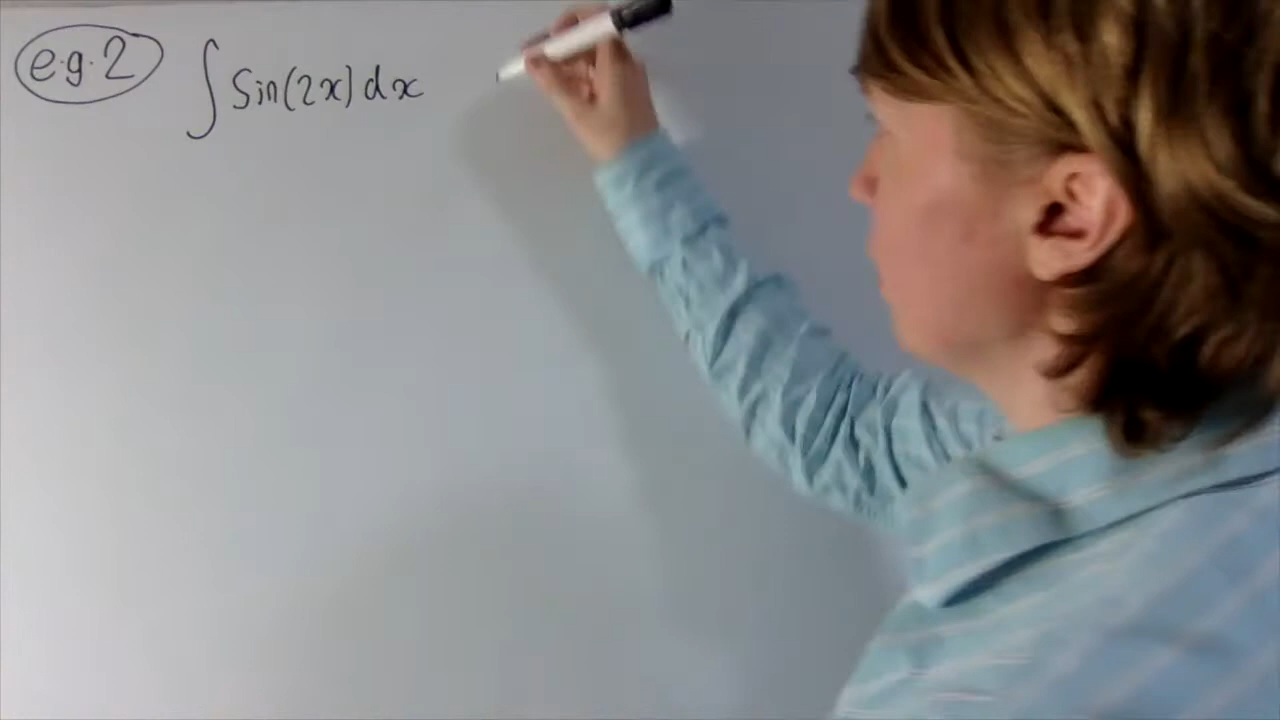 e.g. 2 ∫ Sin(2x) dx